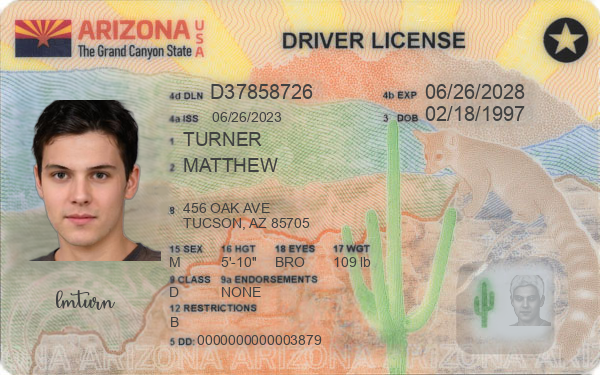 ARIZONA USA
The Grand Canyon State
DRIVER LICENSE
4d DLN D37858726 4b EXP 06/26/2028
4a ISS 06/26/2023 3 DOB 02/18/1997
1 TURNER
2 MATTHEW
8 456 OAK AVE
TUCSON, AZ 85705
15 SEX 16 HGT 18 EYES 17 WGT
M 5'-10" BRO 109 lb
9 CLASS 9a ENDORSEMENTS
D NONE
12 RESTRICTIONS
B
5 DD: 0000000000003879
lmturn
ARIZONA ARIZONA ARIZONA ARIZONA